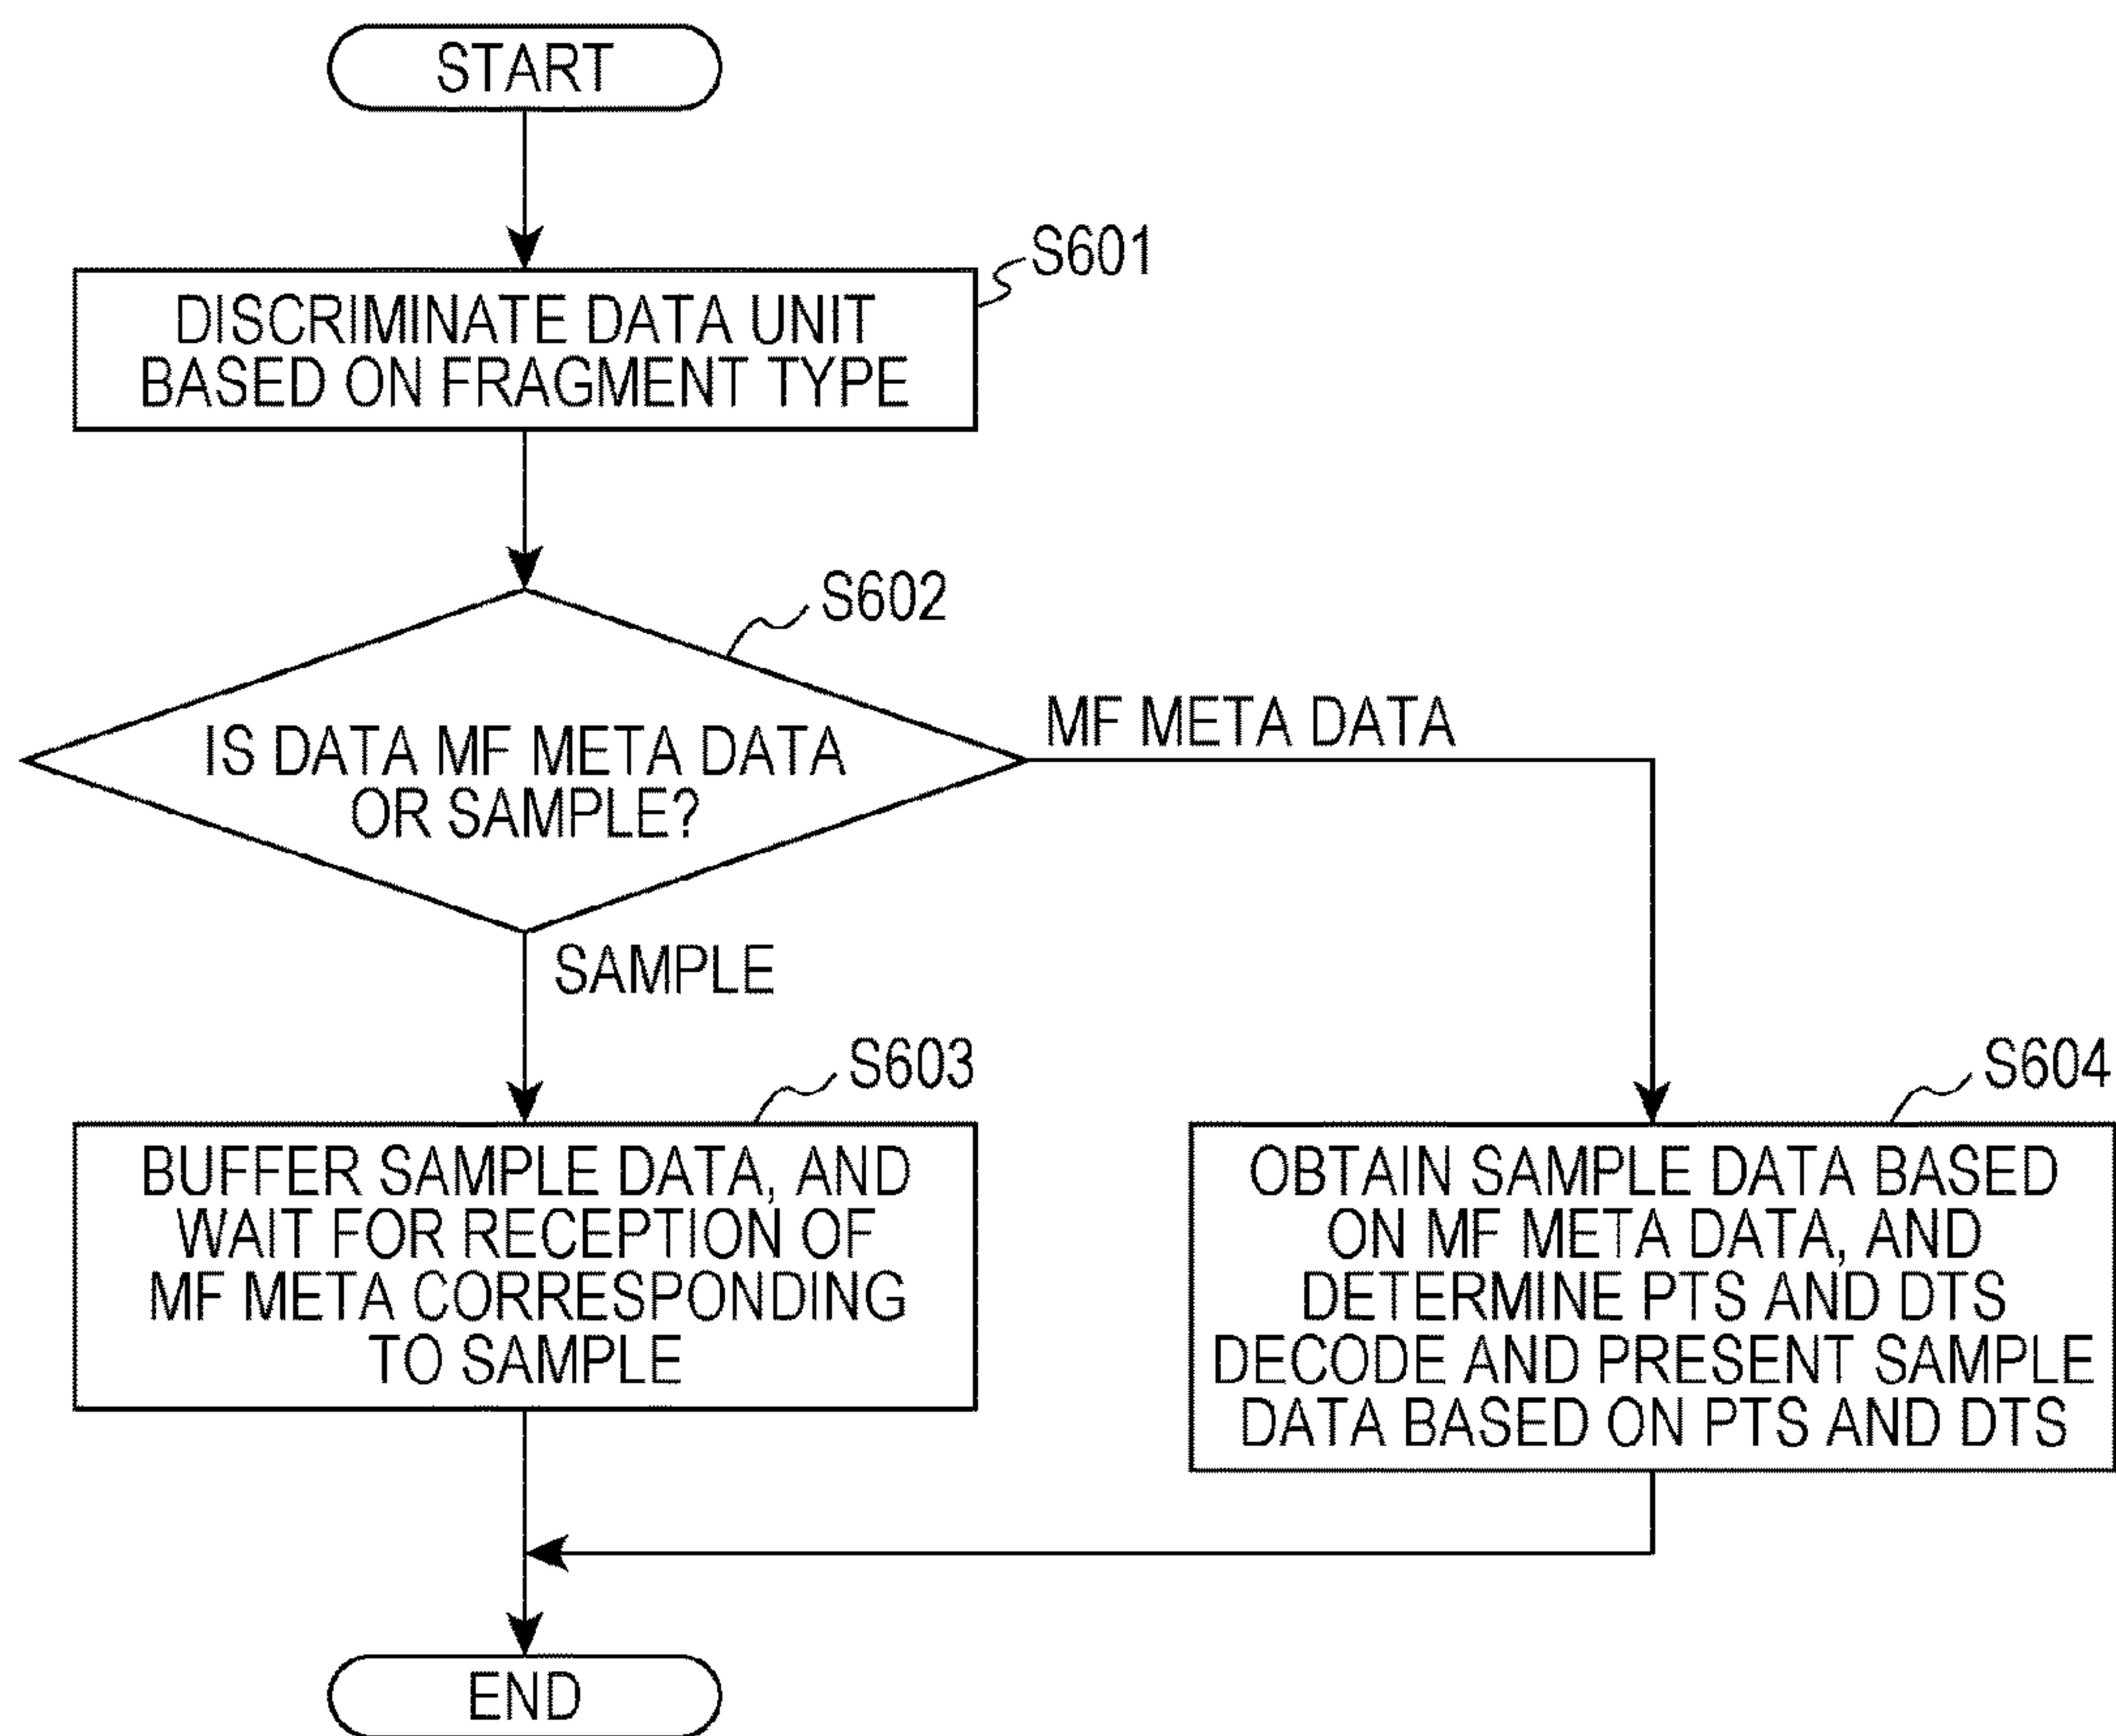 START
S601
DISCRIMINATE DATA UNIT
BASED ON FRAGMENT TYPE
S602
IS DATA MF META DATA
OR SAMPLE?
MF META DATA
SAMPLE
S603
BUFFER SAMPLE DATA, AND
WAIT FOR RECEPTION OF
MF META CORRESPONDING
TO SAMPLE
S604
OBTAIN SAMPLE DATA BASED
ON MF META DATA, AND
DETERMINE PTS AND DTS
DECODE AND PRESENT SAMPLE
DATA BASED ON PTS AND DTS
END